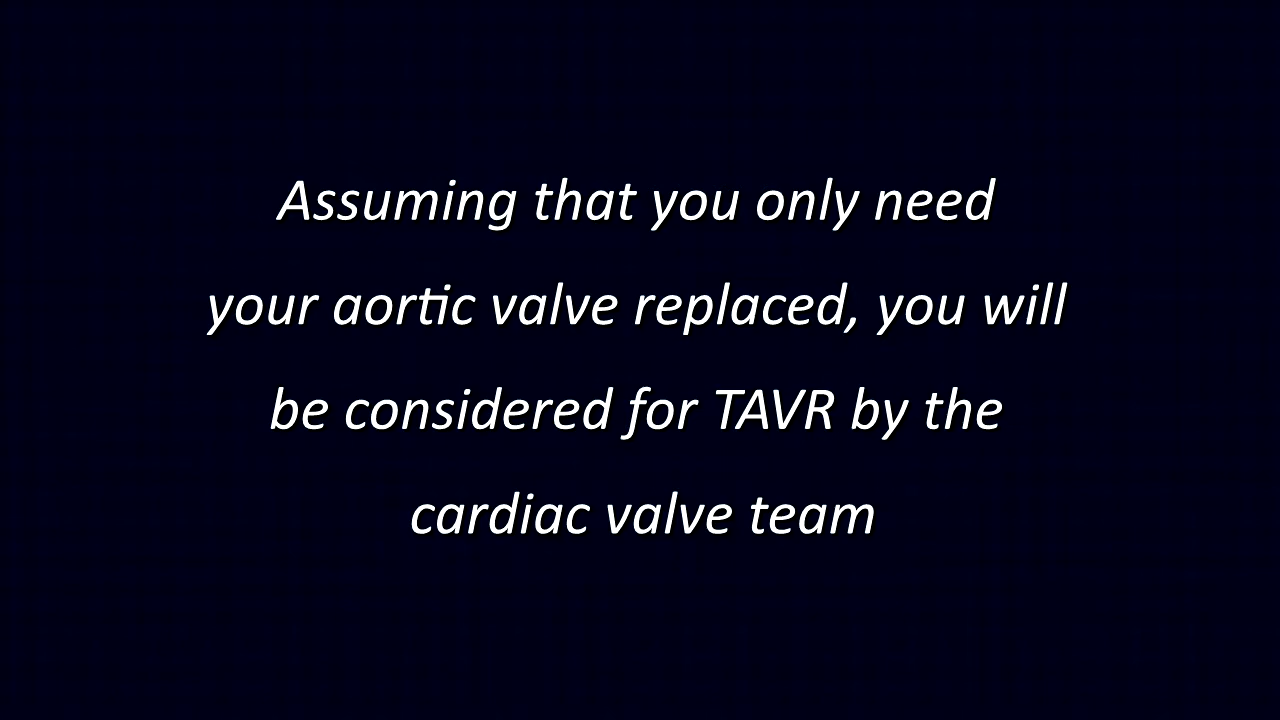 Assuming that you only need
your aortic valve replaced, you will
be considered for TAVR by the
cardiac valve team